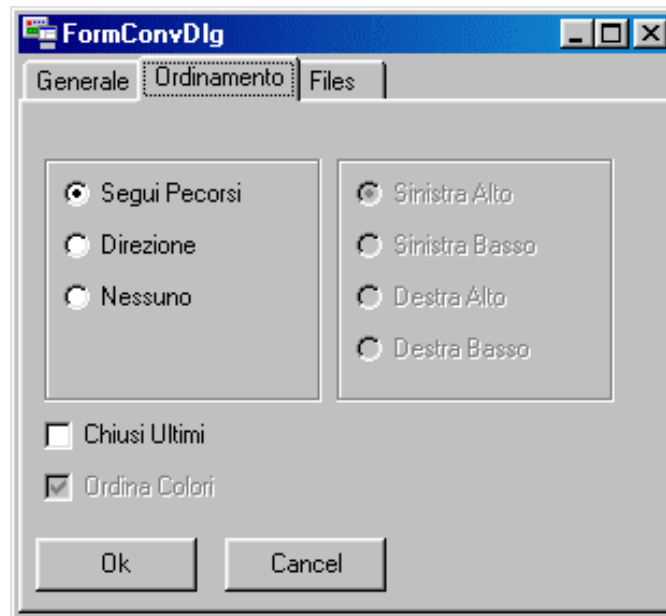 FormConvDlg
Generale Ordinamento Files
Segui Pecorsi
Direzione
Nessuno
Sinistra Alto
Sinistra Basso
Destra Alto
Destra Basso
Chiusi Ultimi
Ordina Colori
Ok Cancel